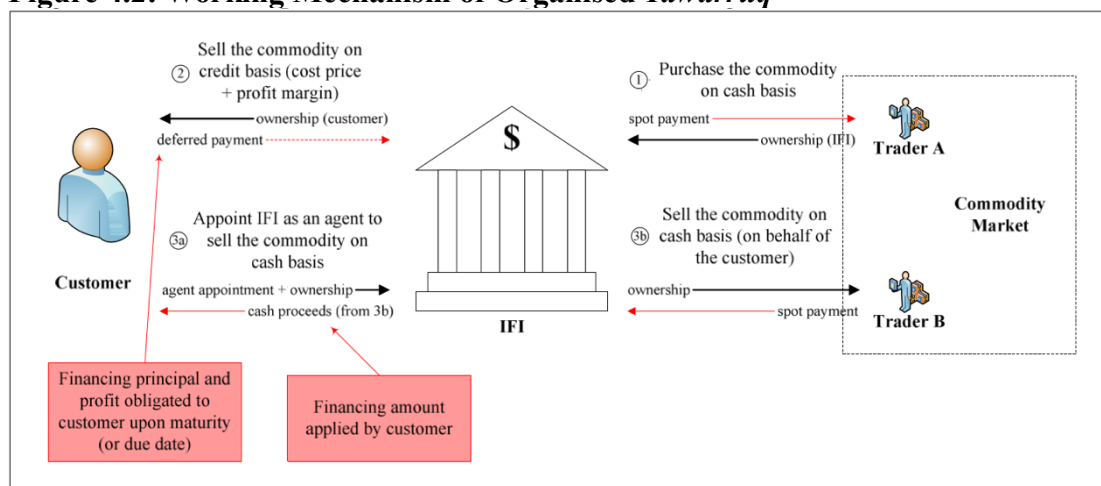 Figure 4.2: Working Mechanism of Organised Tawarruq
Sell the commodity on
2 credit basis (cost price
+ profit margin)
ownership (customer)
deferred payment
1 Purchase the commodity
on cash basis
spot payment
ownership (IFI)
Trader A
$
Commodity
Market
Appoint IFI as an agent to
3a sell the commodity on
cash basis
Customer
agent appointment + ownership
cash proceeds (from 3b)
IFI
Sell the commodity on
3b cash basis (on behalf of
the customer)
ownership
spot payment
Trader B
Financing principal and
profit obligated to
customer upon maturity
(or due date)
Financing amount
applied by customer